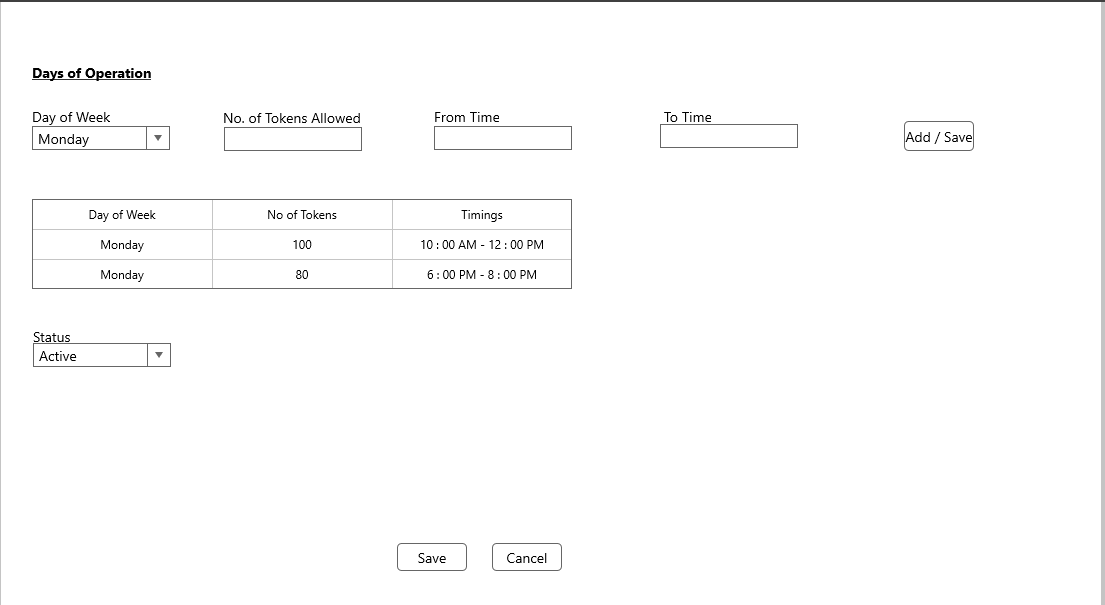 Days of Operation
Day of Week No. of Tokens Allowed From Time To Time
Monday Add / Save
Day of Week No of Tokens Timings
Monday 100 10 : 00 AM - 12 : 00 PM
Monday 80 6 : 00 PM - 8 : 00 PM
Status
Active
Save Cancel